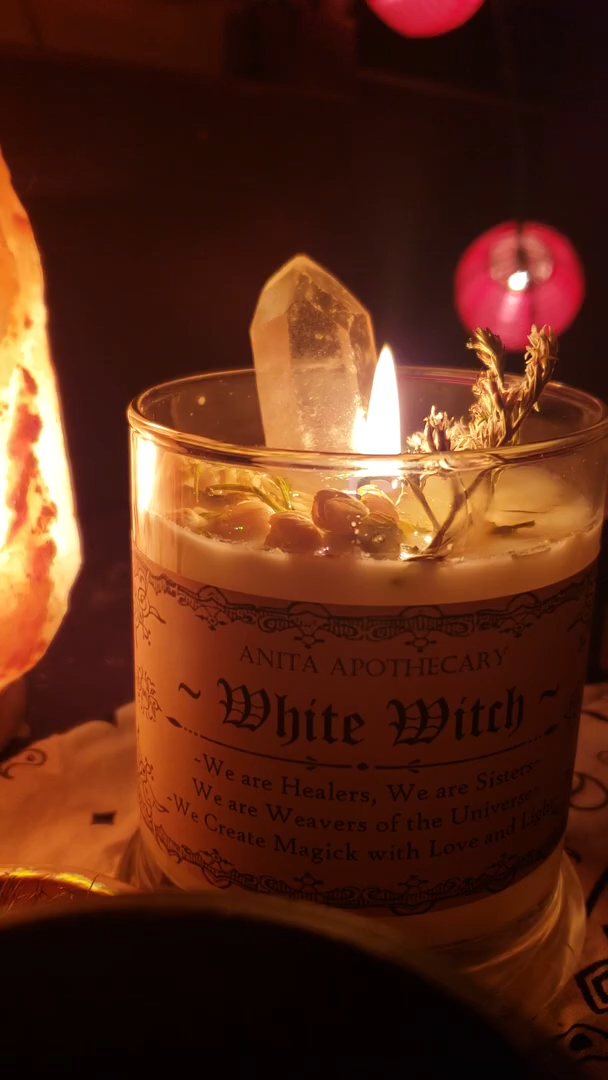 ANITA APOTHECARY
~ White Witch ~
-We are Healers, We are Sisters-
We are Weavers of the Universe-
-We Create Magick with Love and Light-